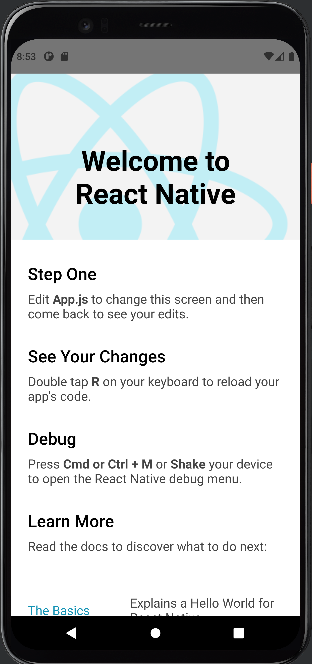 8:53
Welcome to
React Native
Step One
Edit App.js to change this screen and then
come back to see your edits.
See Your Changes
Double tap R on your keyboard to reload your
app's code.
Debug
Press Cmd or Ctrl + M or Shake your device
to open the React Native debug menu.
Learn More
Read the docs to discover what to do next:
The Basics
Explains a Hello World for
React Native.